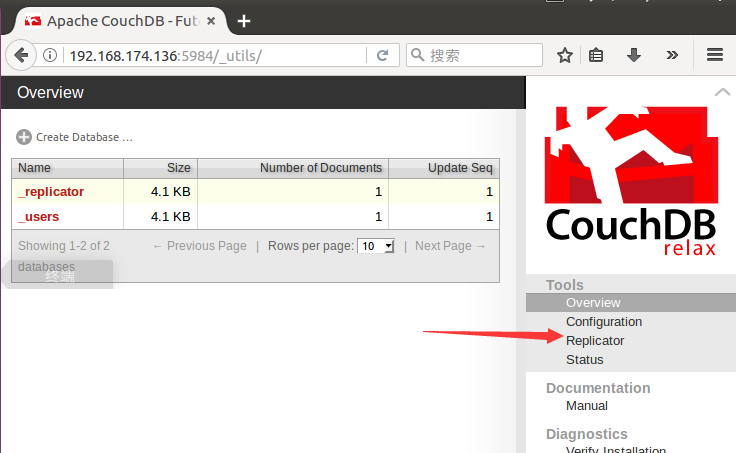 Apache CouchDB - Fut
192.168.174.136:5984/_utils/
搜索
Overview
Create Database ...
Name Size Number of Documents Update Seq
_replicator 4.1 KB 1 1
_users 4.1 KB 1 1
Showing 1-2 of 2 databases
← Previous Page | Rows per page: 10 | Next Page →
终端
CouchDB
relax
Tools
Overview
Configuration
Replicator
Status
Documentation
Manual
Diagnostics
Verify Installation